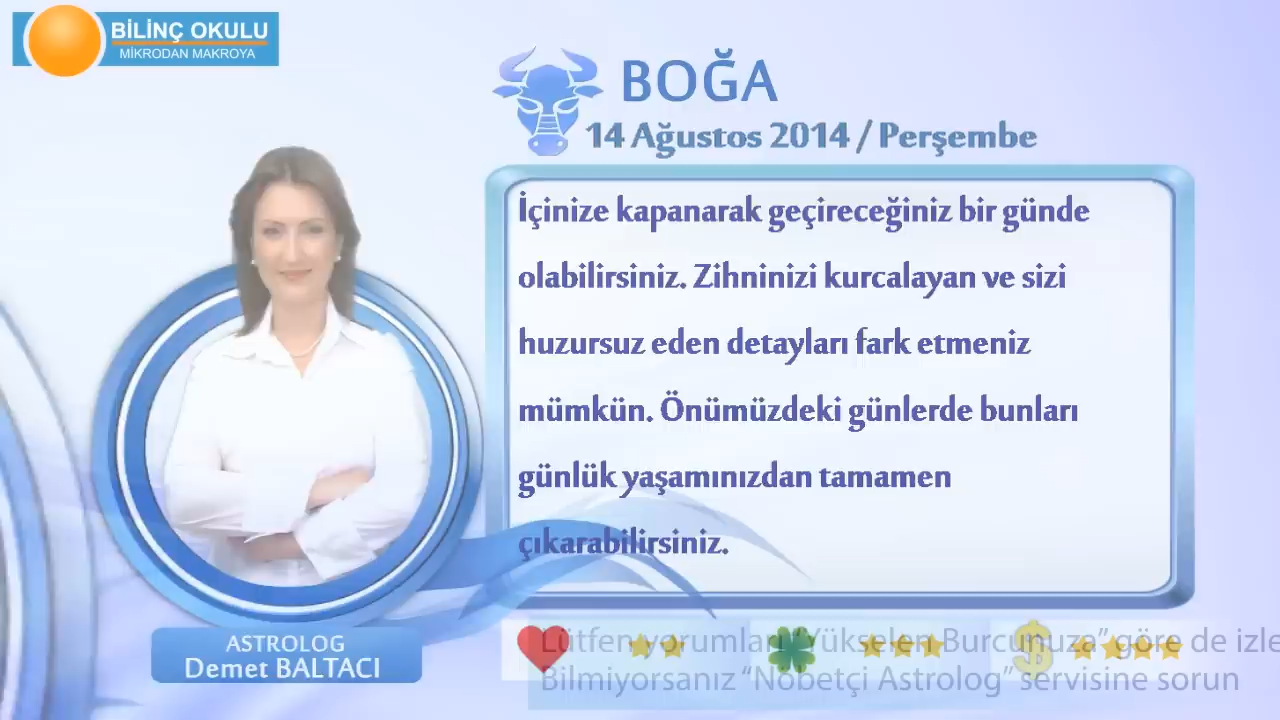 BİLİNÇ OKULU
MİKRODAN MAKROYA
BOĞA
14 Ağustos 2014 / Perşembe
İçinize kapanarak geçireceğiniz bir günde
olabilirsiniz. Zihninizi kurcalayan ve sizi
huzursuz eden detayları fark etmeniz
mümkün. Önümüzdeki günlerde bunları
günlük yaşamınızdan tamamen
çıkarabilirsiniz.
ASTROLOG
Demet BALTACI
Lütfen yorumları "Yükselen Burcunuza" göre de izle
Bilmiyorsanız "Nöbetçi Astrolog" servisine sorun